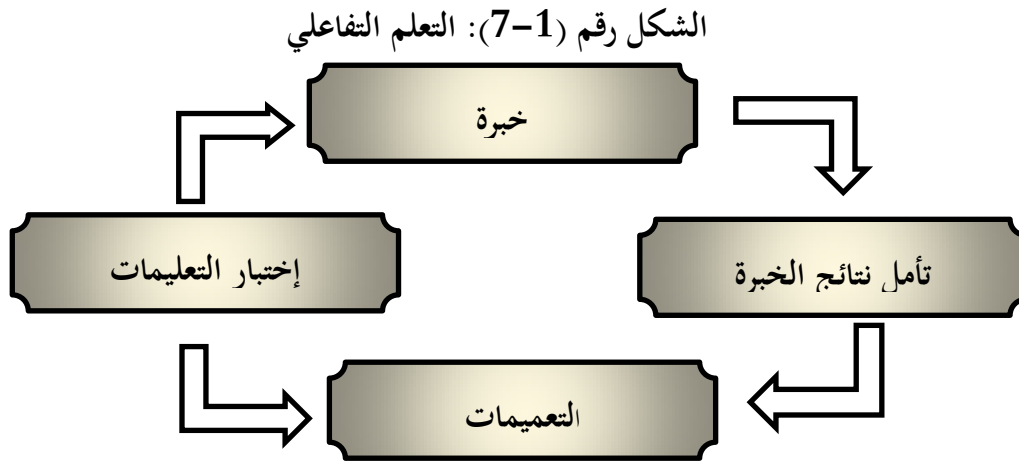 الشكل رقم (1-7): التعلم التفاعلي
خبرة
تأمل نتائج الخبرة
إختبار التعليمات
التعميمات